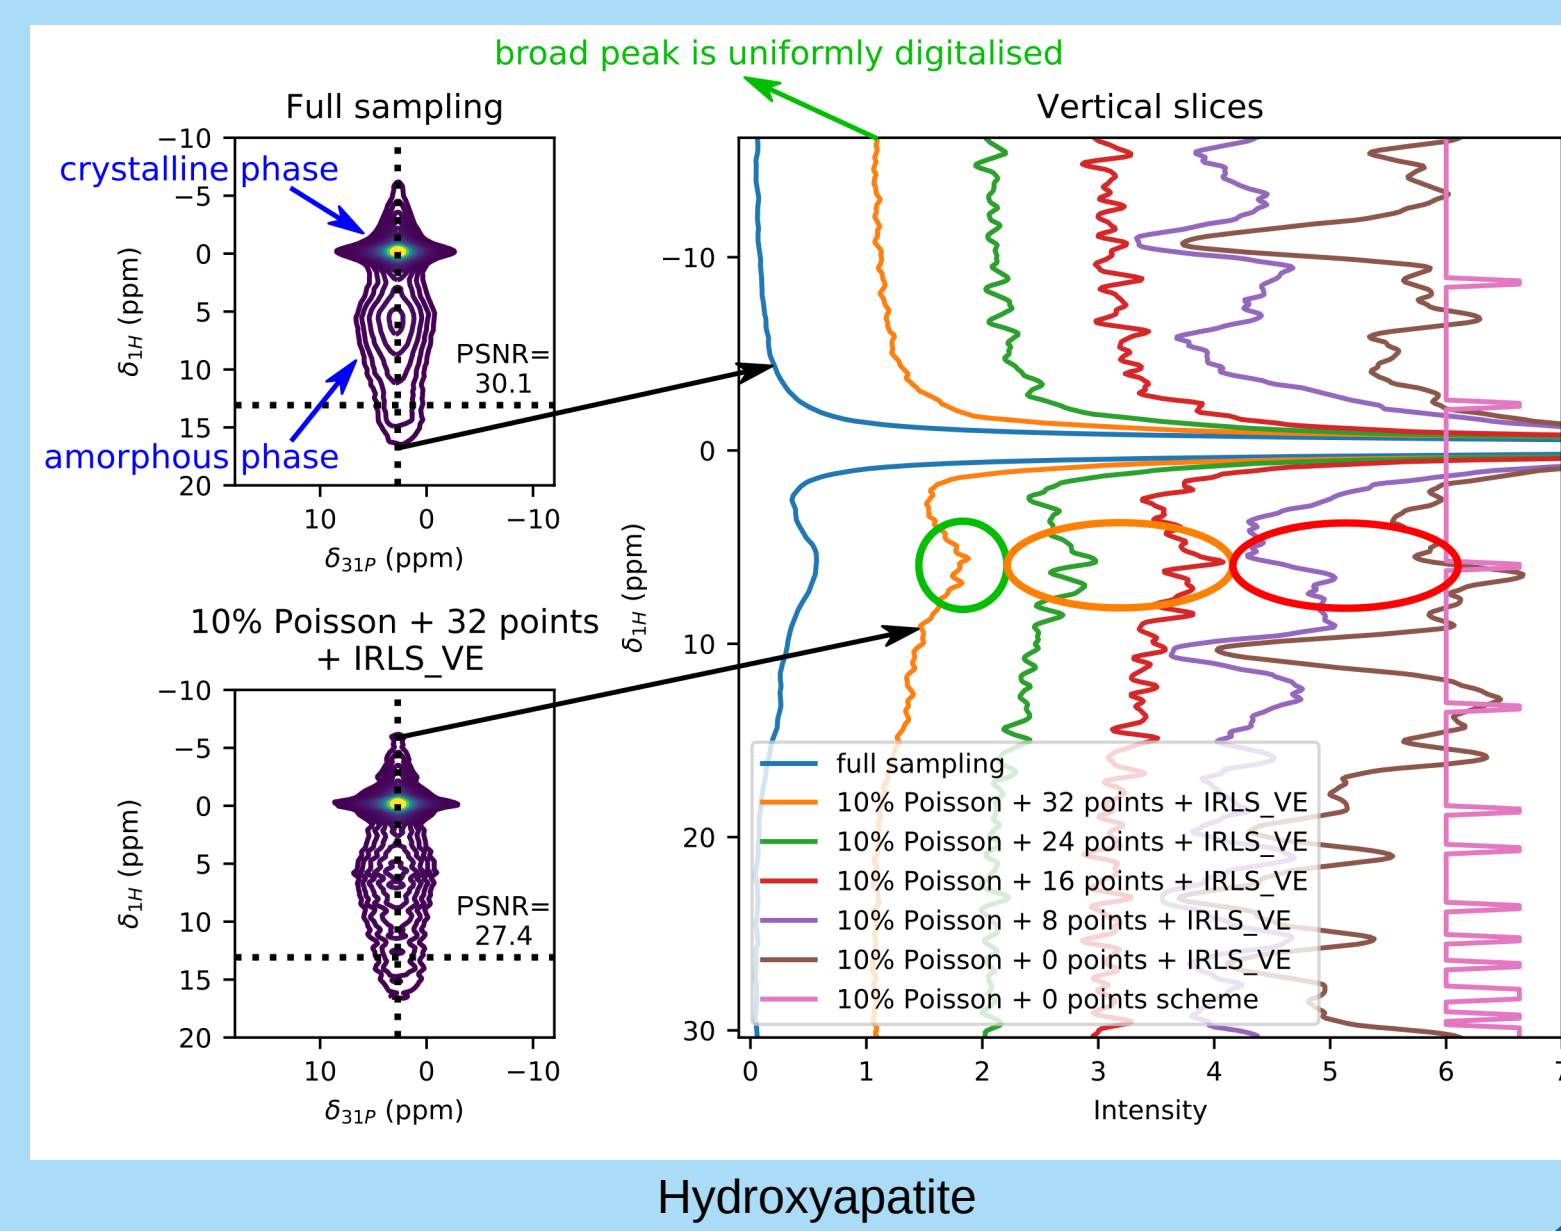 broad peak is uniformly digitalised
Full sampling
−10
−5
0
5
10
15
20
δ1H (ppm)
crystalline phase
amorphous phase
PSNR=
30.1
10
0
−10
δ31P (ppm)
10% Poisson + 32 points
+ IRLS_VE
−10
−5
0
5
10
15
20
δ1H (ppm)
PSNR=
27.4
10
0
−10
δ31P (ppm)
Vertical slices
−10
0
10
20
30
δ1H (ppm)
full sampling
10% Poisson + 32 points + IRLS_VE
10% Poisson + 24 points + IRLS_VE
10% Poisson + 16 points + IRLS_VE
10% Poisson + 8 points + IRLS_VE
10% Poisson + 0 points + IRLS_VE
10% Poisson + 0 points scheme
0
1
2
3
4
5
6
7
Intensity
Hydroxyapatite